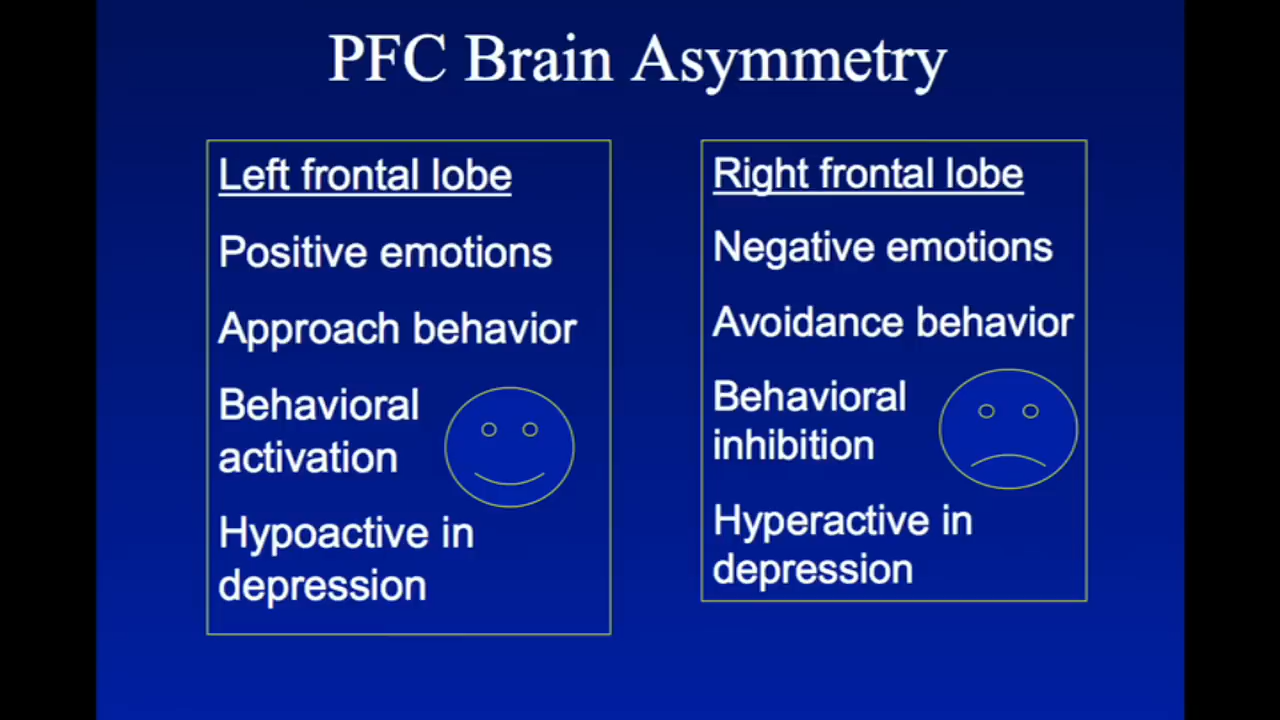 PFC Brain Asymmetry
Left frontal lobe
Positive emotions
Approach behavior
Behavioral
activation
Hypoactive in
depression
Right frontal lobe
Negative emotions
Avoidance behavior
Behavioral
inhibition
Hyperactive in
depression